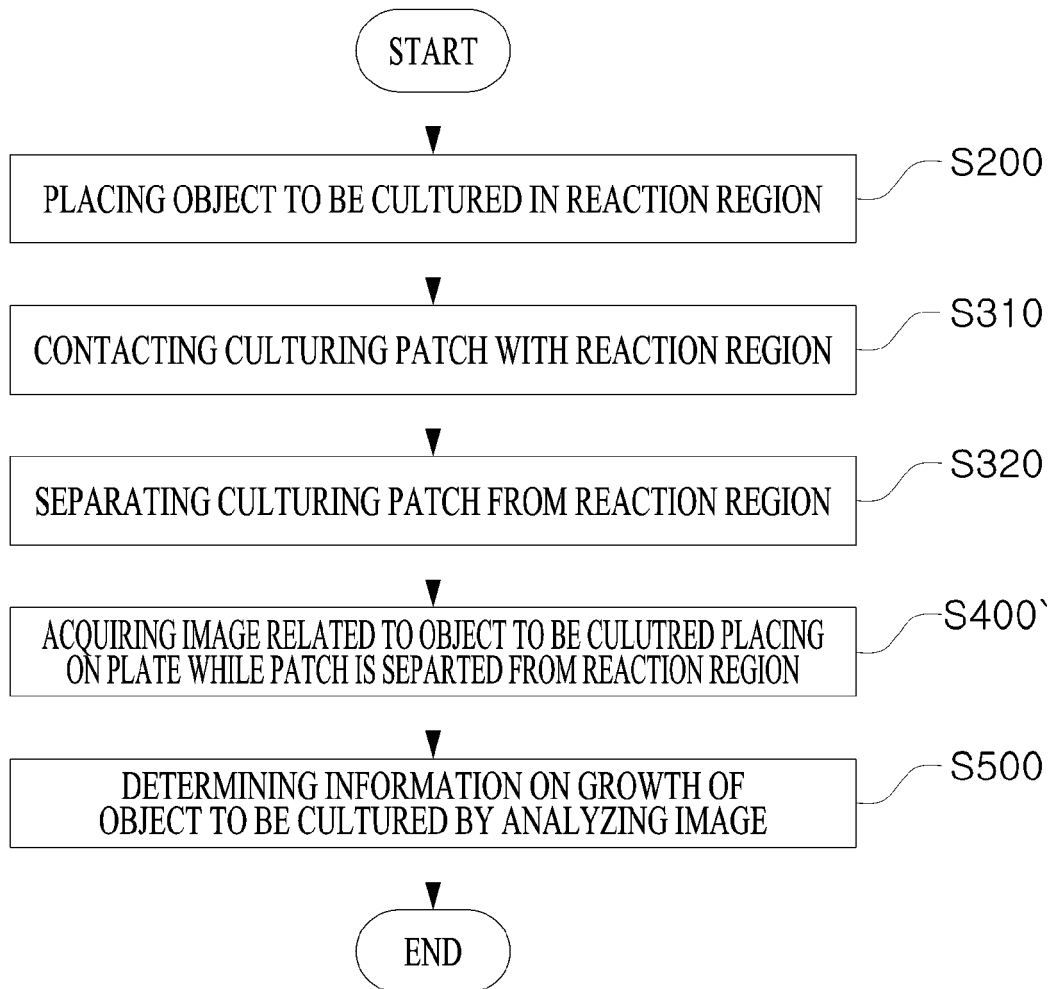 START
PLACING OBJECT TO BE CULTURED IN REACTION REGION
S200
CONTACTING CULTURING PATCH WITH REACTION REGION
S310
SEPARATING CULTURING PATCH FROM REACTION REGION
S320
ACQUIRING IMAGE RELATED TO OBJECT TO BE CULUTRED PLACING
ON PLATE WHILE PATCH IS SEPARTED FROM REACTION REGION
S400`
DETERMINING INFORMATION ON GROWTH OF
OBJECT TO BE CULTURED BY ANALYZING IMAGE
S500
END